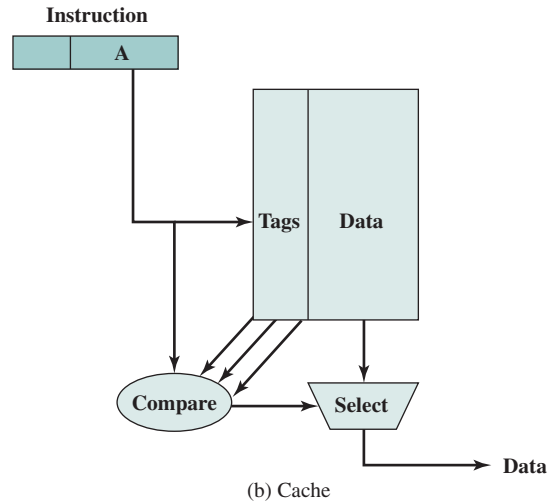 Instruction
A
Tags
Data
Compare
Select
Data
(b) Cache